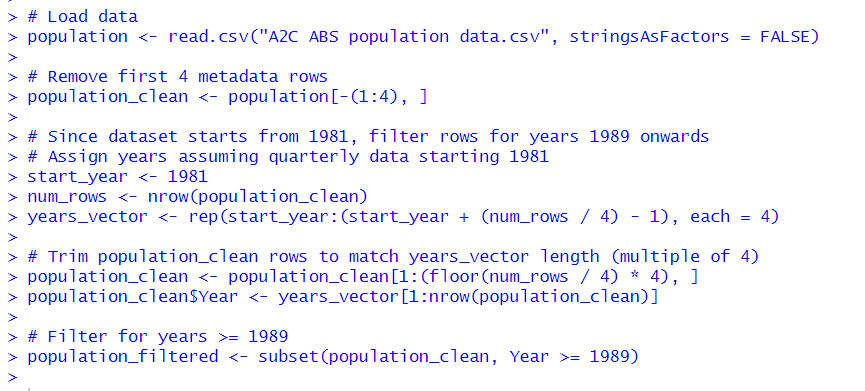 > # Load data
> population <- read.csv("A2C ABS population data.csv", stringsAsFactors = FALSE)
>
> # Remove first 4 metadata rows
> population_clean <- population[-(1:4), ]
>
> # Since dataset starts from 1981, filter rows for years 1989 onwards
> # Assign years assuming quarterly data starting 1981
> start_year <- 1981
> num_rows <- nrow(population_clean)
> years_vector <- rep(start_year:(start_year + (num_rows / 4) - 1), each = 4)
>
> # Trim population_clean rows to match years_vector length (multiple of 4)
> population_clean <- population_clean[1:(floor(num_rows / 4) * 4), ]
> population_clean$Year <- years_vector[1:nrow(population_clean)]
>
> # Filter for years >= 1989
> population_filtered <- subset(population_clean, Year >= 1989)
>